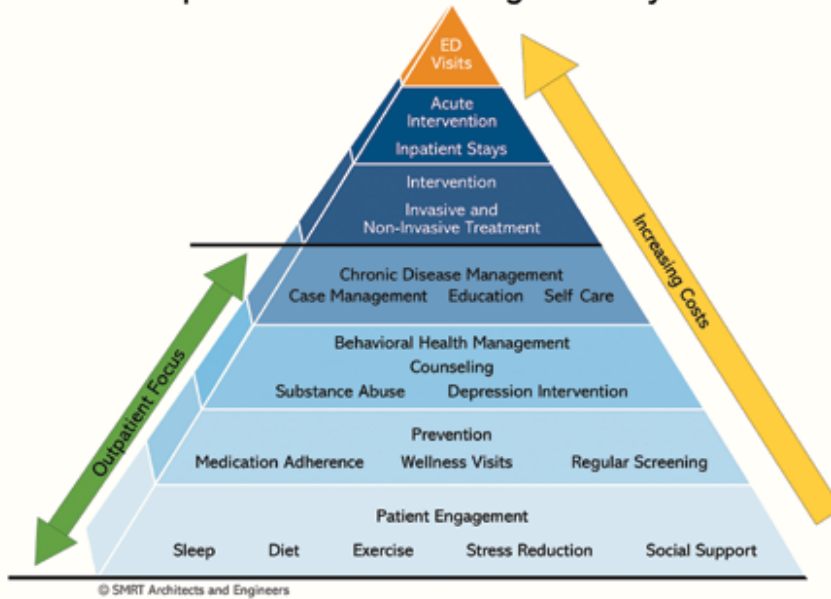 ED
Visits
Acute
Intervention
Inpatient Stays
Intervention
Invasive and
Non-Invasive Treatment
Chronic Disease Management
Case Management Education Self Care
Behavioral Health Management
Counseling
Substance Abuse Depression Intervention
Prevention
Medication Adherence Wellness Visits Regular Screening
Patient Engagement
Sleep Diet Exercise Stress Reduction Social Support
Outpatient Focus
Increasing Costs
© SMRT Architects and Engineers